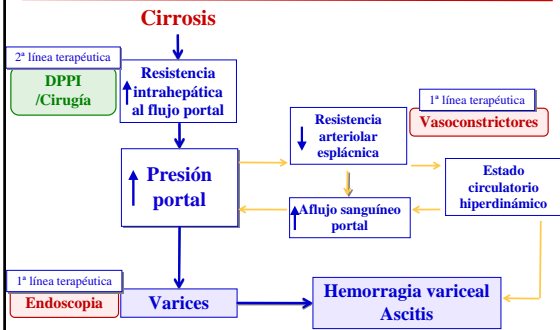 Cirrosis
2ª línea terapéutica
DPPI
/Cirugía
Resistencia
intrahepática
al flujo portal
1ª línea terapéutica
Vasoconstrictores
Resistencia
arteriolar
esplácnica
Presión
portal
Estado
circulatorio
hiperdinámico
Aflujo sanguíneo
portal
1ª línea terapéutica
Endoscopia
Varices
Hemorragia variceal
Ascitis